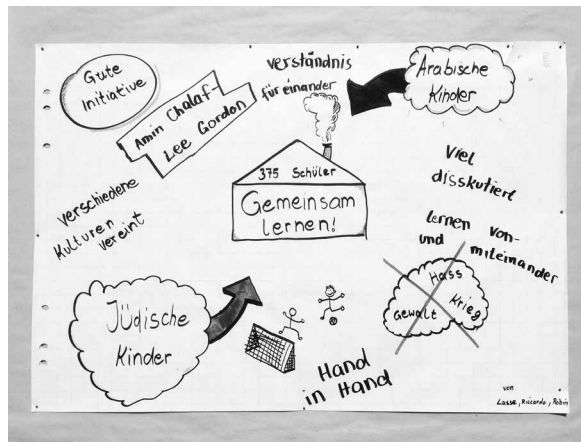 Gute
Initiative
Amin Chalaf-
Lee Gordon
verständnis
für einander
Arabische
Kinder
375 Schüler
Gemeinsam
lernen!
Viel
disskutiert
verschiedene
Kulturen
vereint
lernen von-
und miteinander
Hass
Krieg
Gewalt
Jüdische
Kinder
Hand
in Hand
von
Lasse, Riccardo, Robin